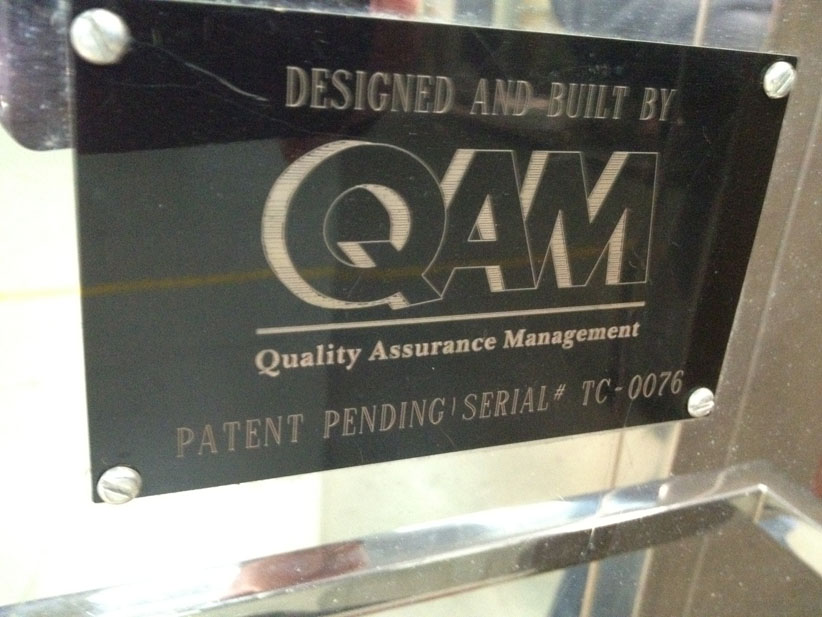 DESIGNED AND BUILT BY
QAM
Quality Assurance Management
PATENT PENDING SERIAL# TC-0076